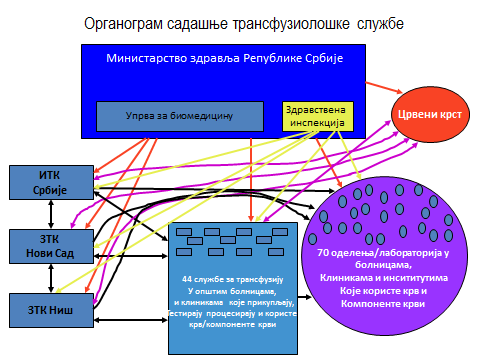 Органограм садашње трансфузиолошке службе
Министарство здравља Републике Србије
Упрва за биомедицину
Здравствена
инспекција
Црвени крст
ИТК
Србије
ЗТК
Нови Сад
ЗТК Ниш
44 службе за трансфузију
У општим болницама,
и клиникама које прикупљају,
Тестирају процесирају и користе
крв/компоненте крви
70 оделења/лабораторија у
болницама,
Клиникама и инситутима
Које користе крв и
Компоненте крви